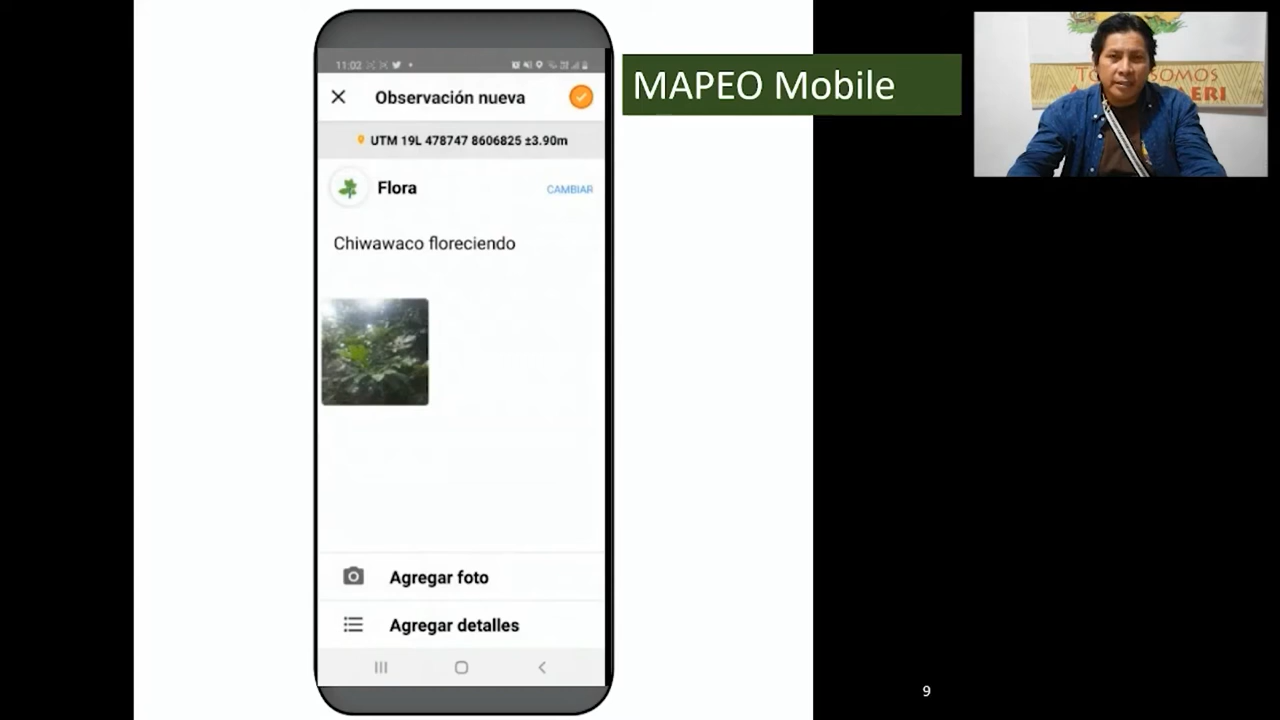 11:02
Observación nueva
UTM 19L 478747 8606825 ±3.90m
Flora
CAMBIAR
Chiwawaco floreciendo
Agregar foto
Agregar detalles
MAPEO Mobile
SOMOS
9